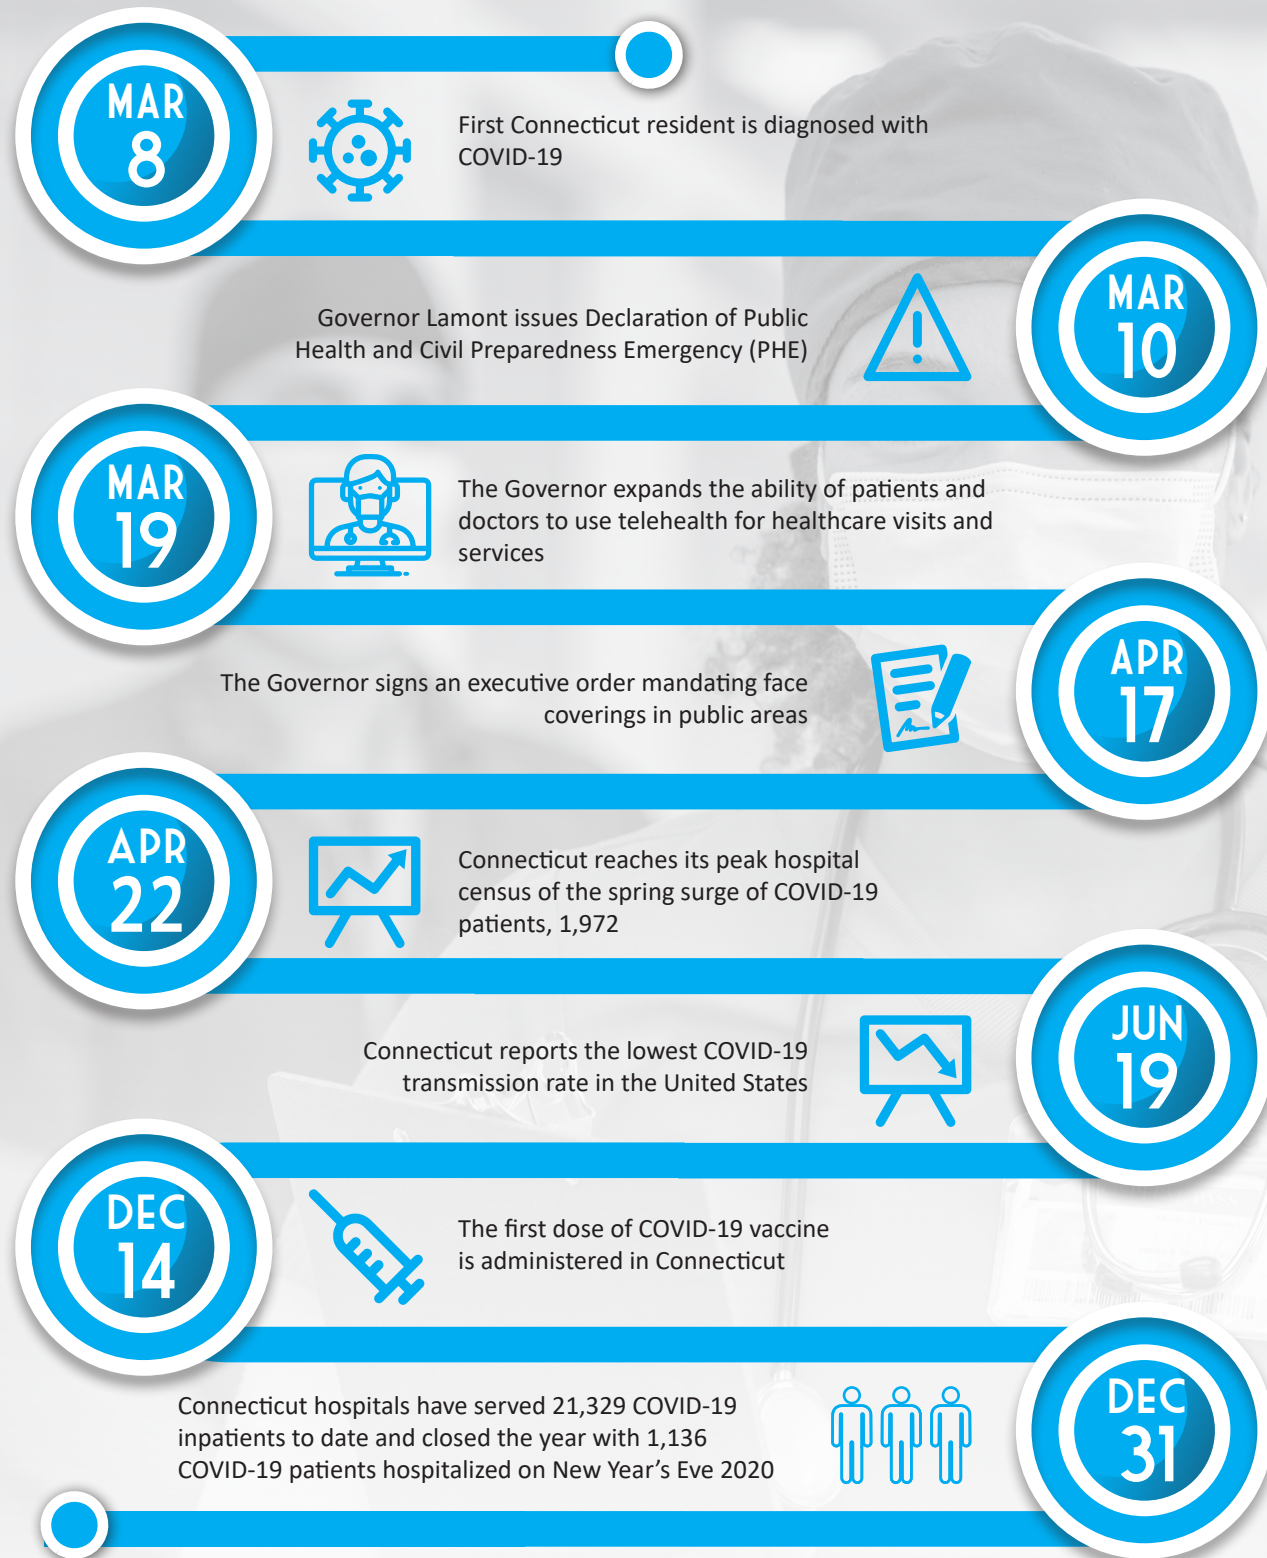 MAR
8
First Connecticut resident is diagnosed with
COVID-19
MAR
10
Governor Lamont issues Declaration of Public
Health and Civil Preparedness Emergency (PHE)
MAR
19
The Governor expands the ability of patients and
doctors to use telehealth for healthcare visits and
services
APR
17
The Governor signs an executive order mandating face
coverings in public areas
APR
22
Connecticut reaches its peak hospital
census of the spring surge of COVID-19
patients, 1,972
JUN
19
Connecticut reports the lowest COVID-19
transmission rate in the United States
DEC
14
The first dose of COVID-19 vaccine
is administered in Connecticut
DEC
31
Connecticut hospitals have served 21,329 COVID-19
inpatients to date and closed the year with 1,136
COVID-19 patients hospitalized on New Year’s Eve 2020